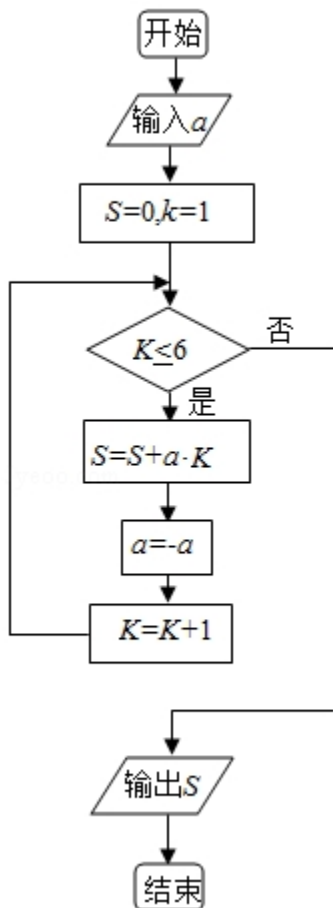 开始
输入a
S=0,k=1
K≤6
否
是
S=S+a·K
a=-a
K=K+1
输出S
结束